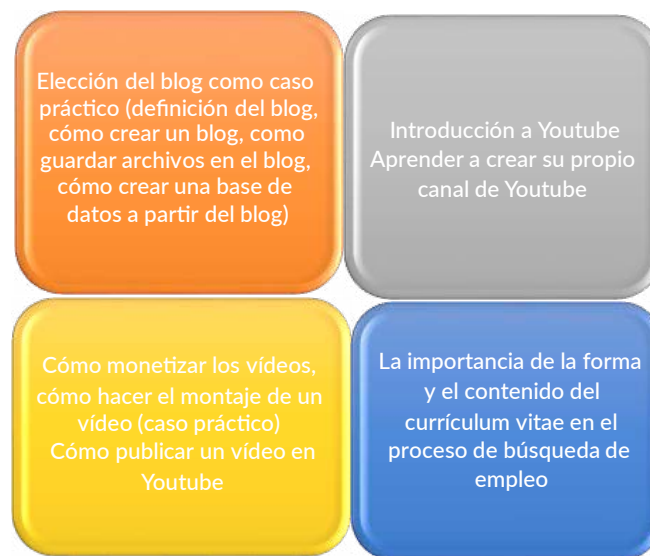 Elección del blog como caso
práctico (definición del blog,
cómo crear un blog, como
guardar archivos en el blog,
cómo crear una base de
datos a partir del blog)
Introducción a Youtube
Aprender a crear su propio
canal de Youtube
Cómo monetizar los vídeos,
cómo hacer el montaje de un
vídeo (caso práctico)
Cómo publicar un vídeo en
Youtube
La importancia de la forma
y el contenido del
currículum vitae en el
proceso de búsqueda de
empleo